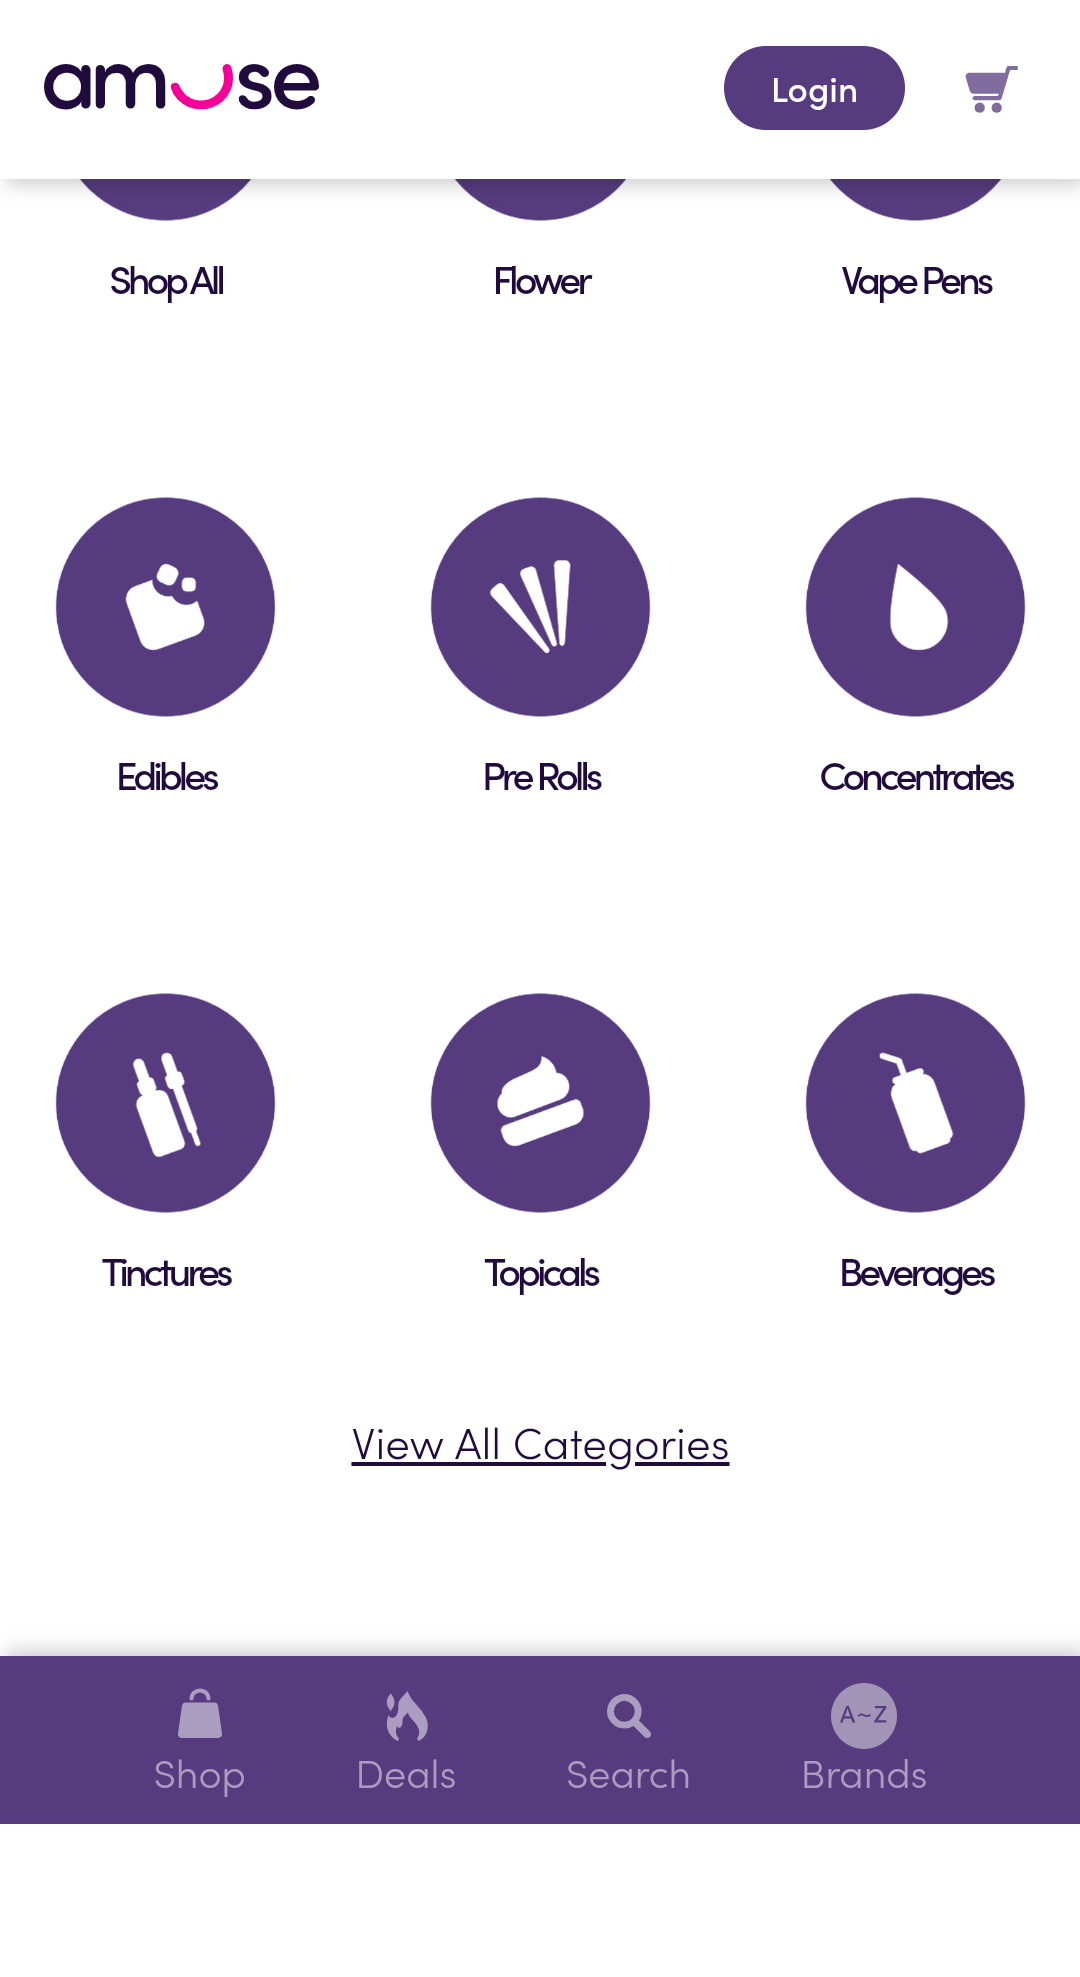 amuse
Login
Shop All
Flower
Vape Pens
Edibles
Pre Rolls
Concentrates
Tinctures
Topicals
Beverages
View All Categories
A~Z
Shop
Deals
Search
Brands